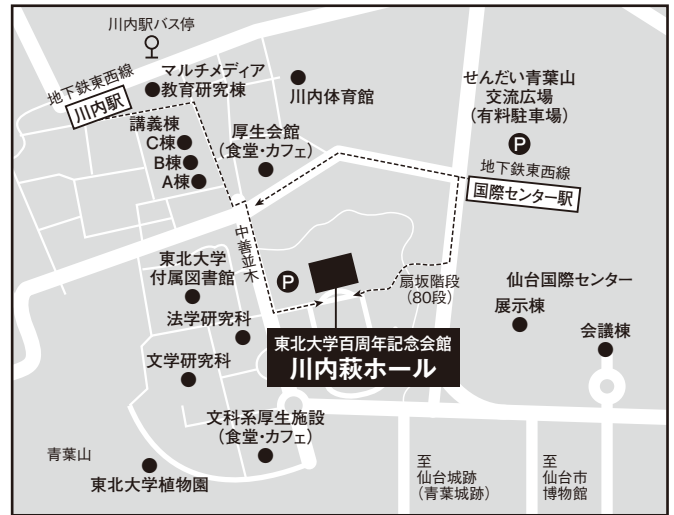 川内駅バス停
地下鉄東西線
川内駅
マルチメディア
教育研究棟
川内体育館
せんだい青葉山
交流広場
（有料駐車場）
P
講義棟
C棟
B棟
A棟
厚生会館
（食堂・カフェ）
地下鉄東西線
国際センター駅
中善並木
東北大学
付属図書館
P
扇坂階段
（80段）
仙台国際センター
展示棟
会議棟
法学研究科
東北大学百周年記念会館
川内萩ホール
文学研究科
文科系厚生施設
（食堂・カフェ）
青葉山
東北大学植物園
至
仙台城跡
（青葉城跡）
至
仙台市
博物館